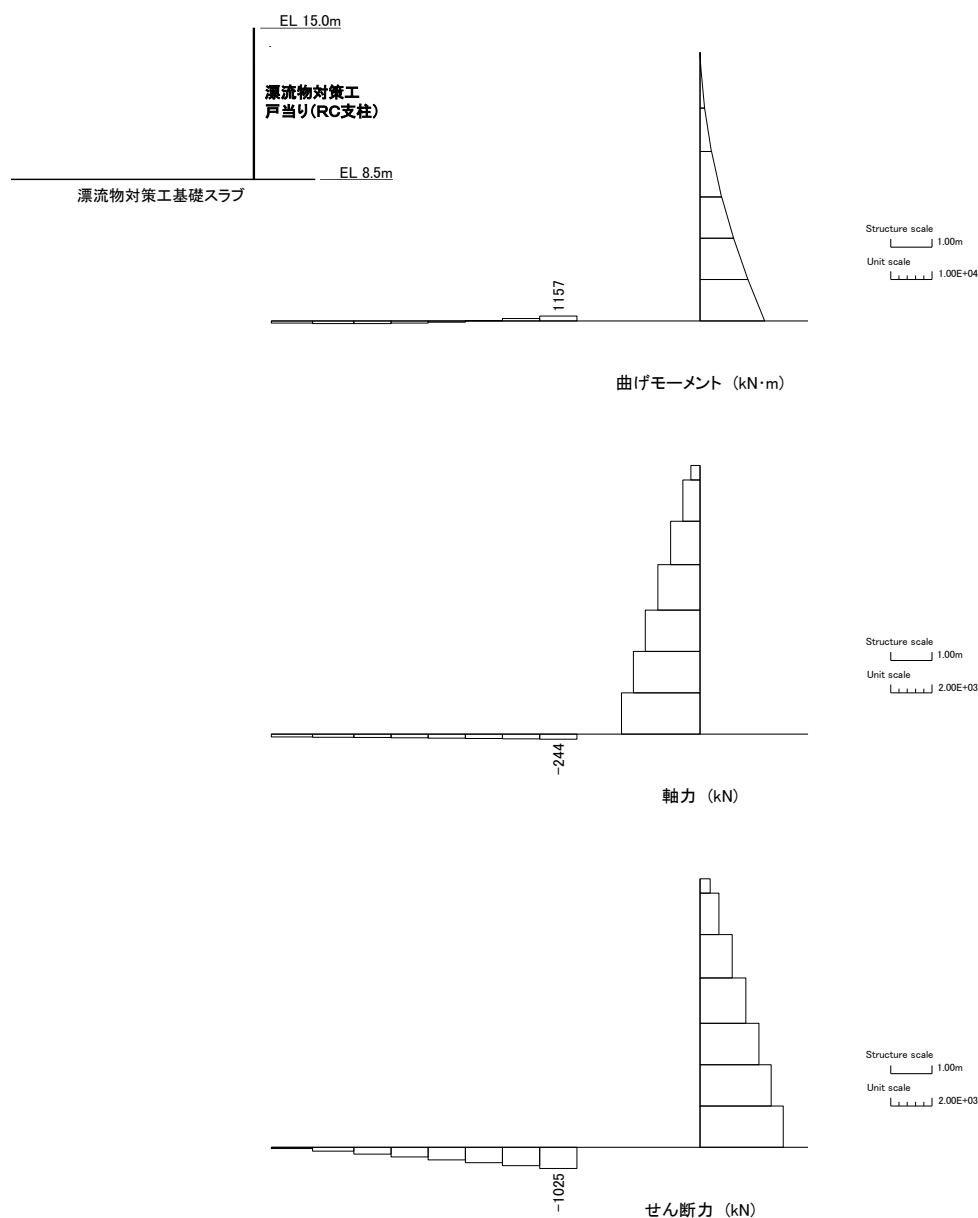 EL 15.0m
漂流物対策工
戸当り(RC支柱)
EL 8.5m
漂流物対策工基礎スラブ
Structure scale
1.00m
Unit scale
1.00E+04
1157
曲げモーメント (kN・m)
Structure scale
1.00m
Unit scale
2.00E+03
-244
軸力 (kN)
Structure scale
1.00m
Unit scale
2.00E+03
-1025
せん断力 (kN)